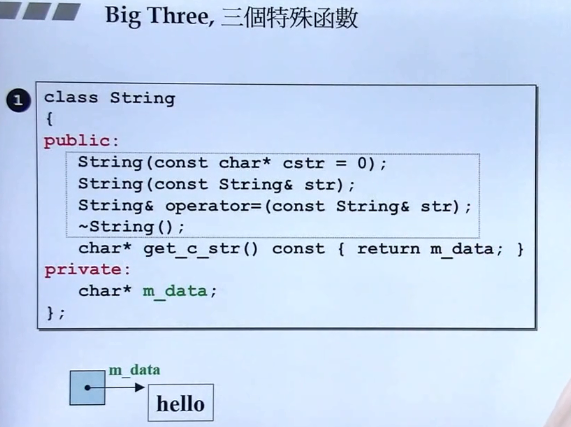 Big Three, 三個特殊函數
1
class String
{
public:
String(const char* cstr = 0);
String(const String& str);
String& operator=(const String& str);
~String();
char* get_c_str() const { return m_data; }
private:
char* m_data;
};
m_data
hello